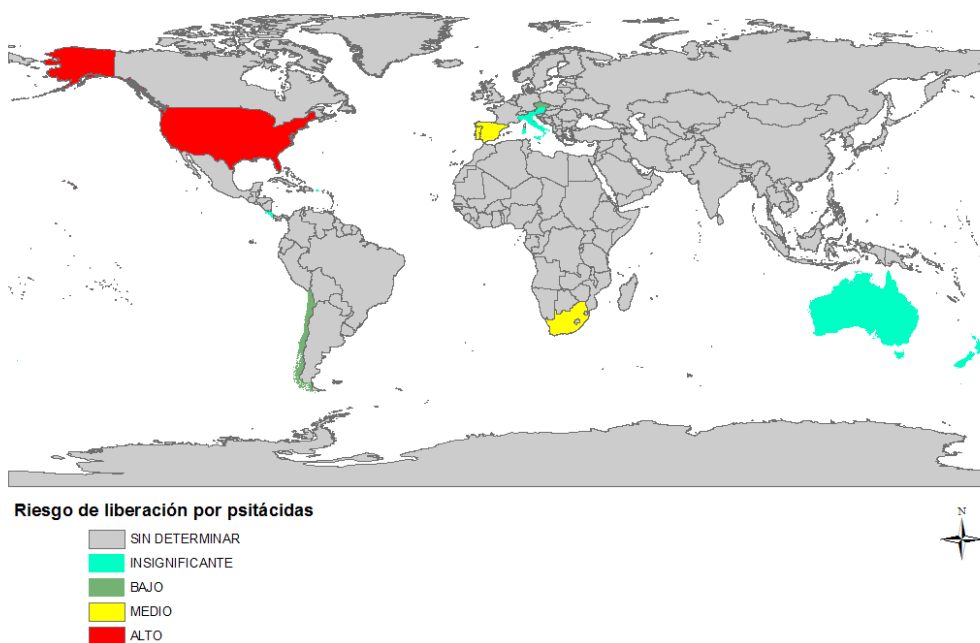 Riesgo de liberación por psitácidas
N
SIN DETERMINAR
INSIGNIFICANTE
BAJO
MEDIO
ALTO